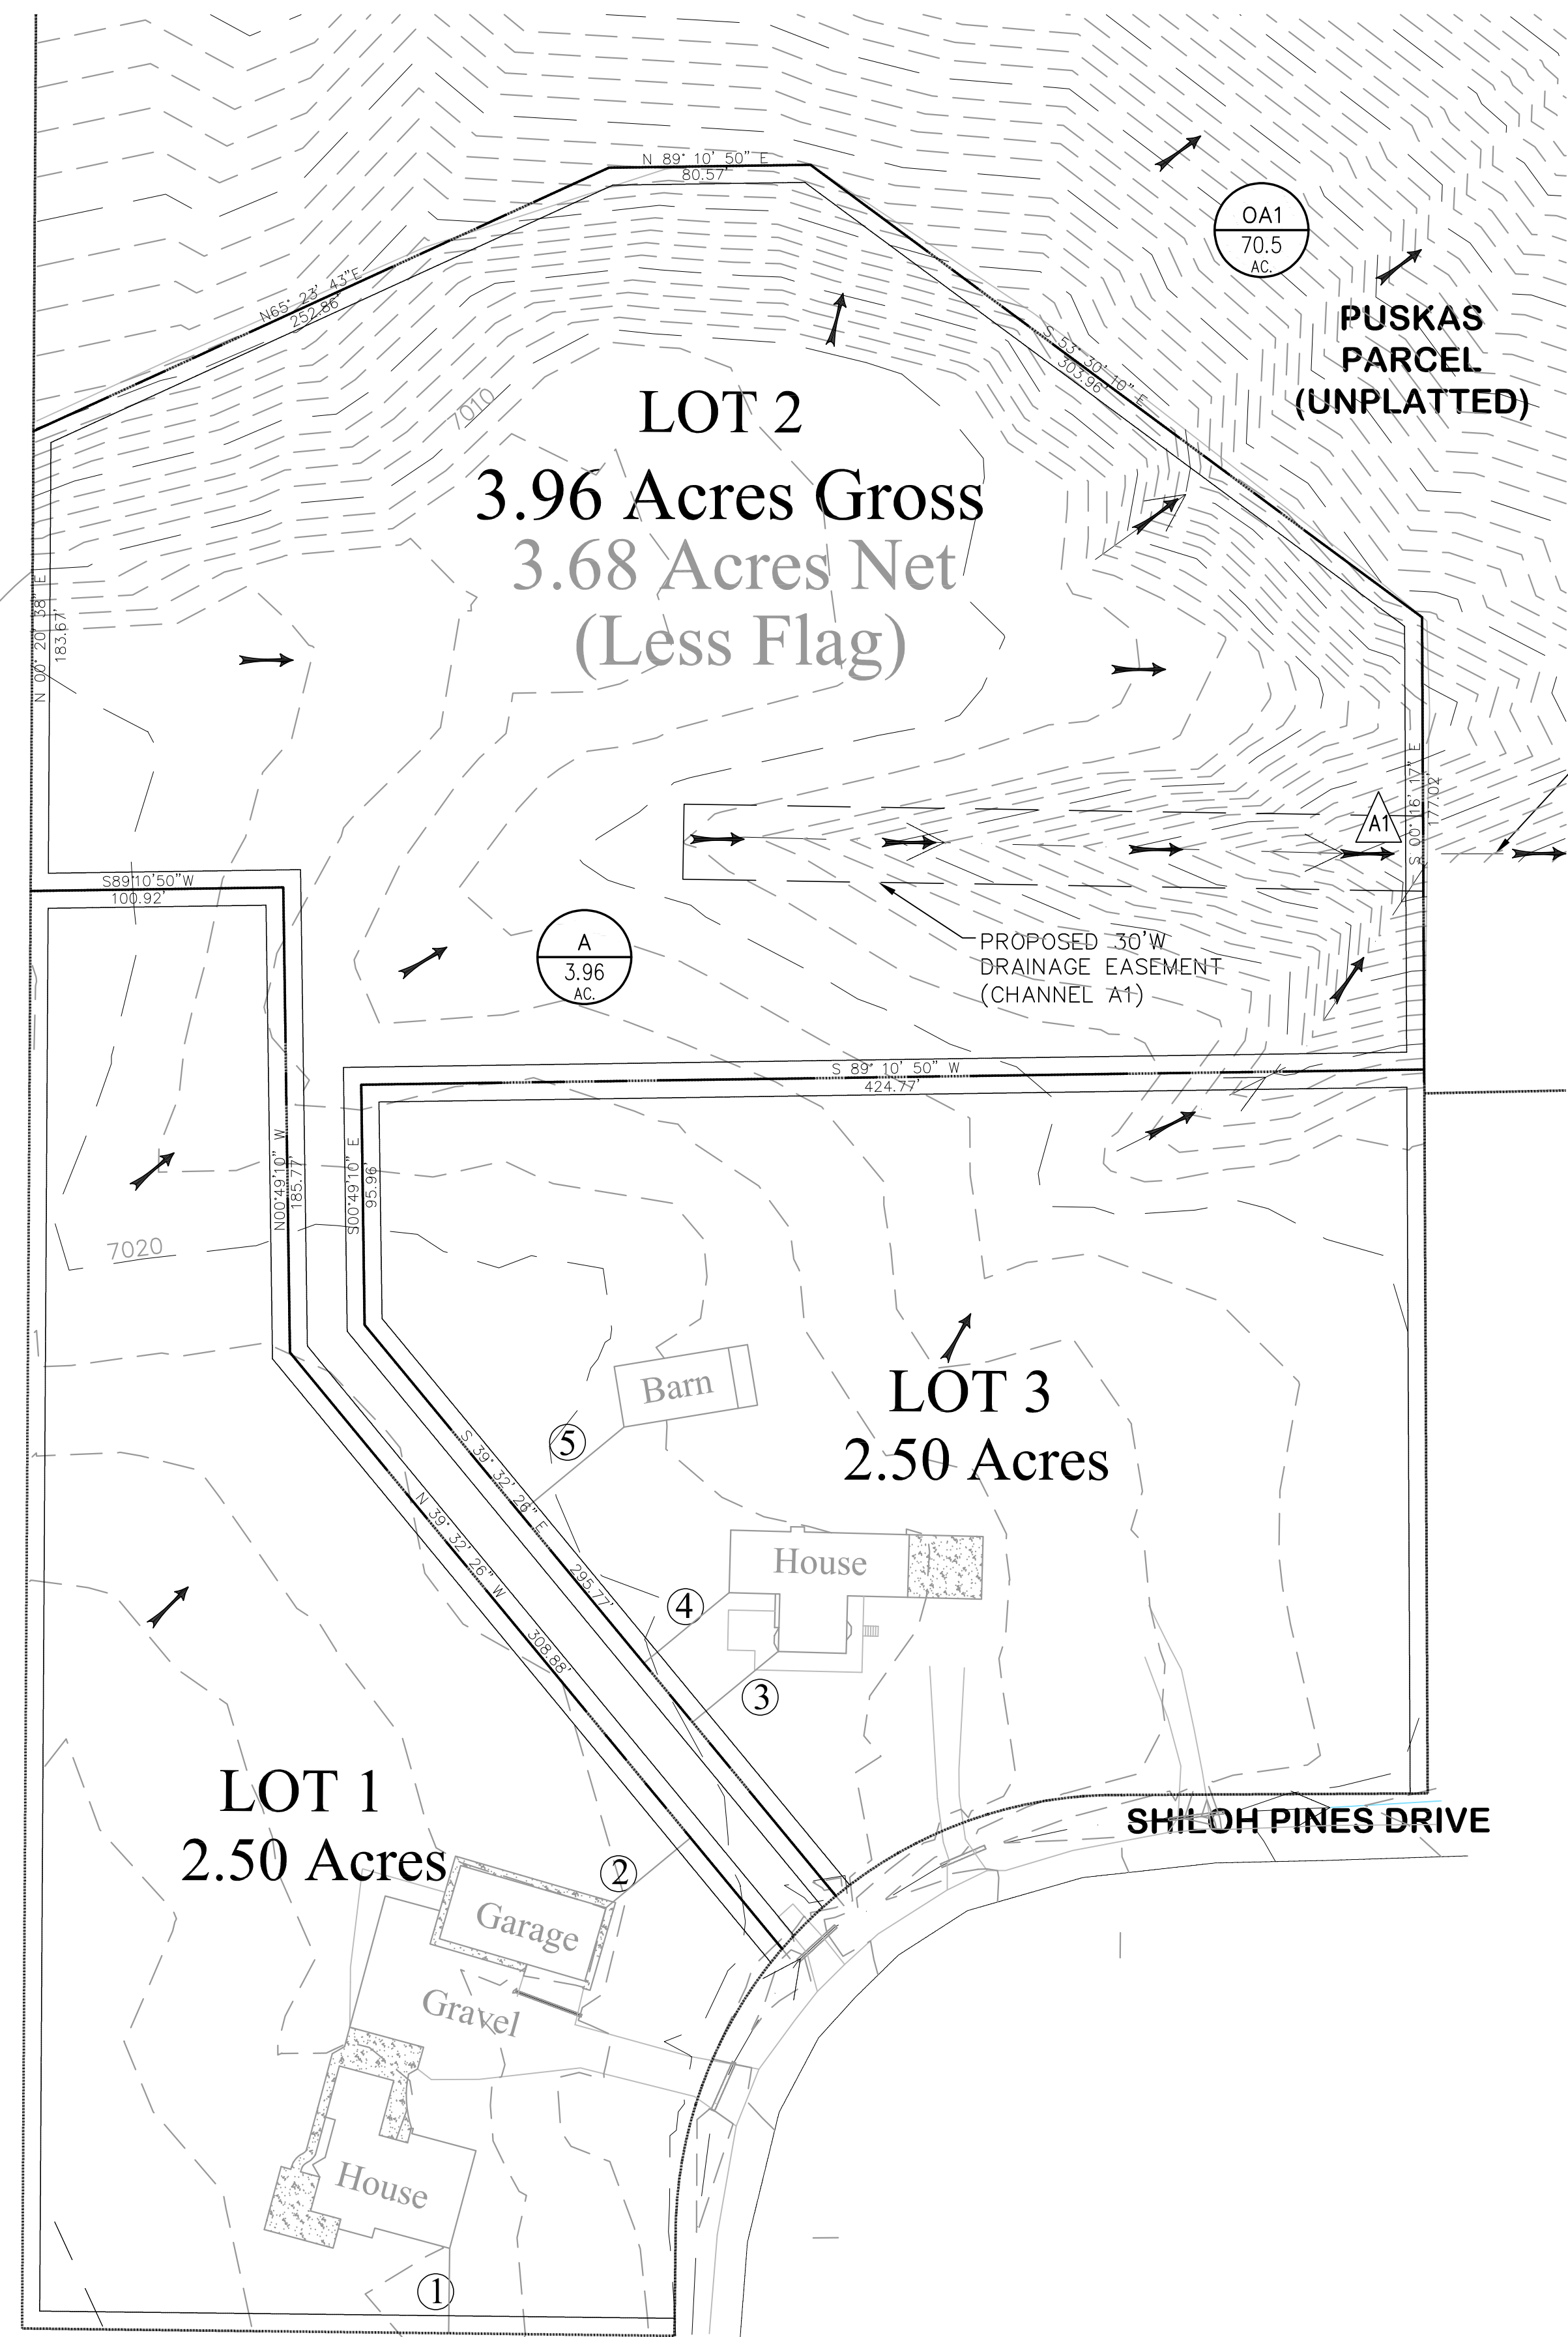 N 89° 10' 50" E
80.57'
OA1
70.5
AC.
N65° 23' 43"E
252.86'
PUSKAS
PARCEL
(UNPLATTED)
S 53° 30' 10" E
303.96'
7010
LOT 2
3.96 Acres Gross
3.68 Acres Net
(Less Flag)
N 00° 20' 38" E
183.67'
S 00° 16' 17" E
177.02'
A1
S89°10'50"W
100.92'
A
3.96
AC.
PROPOSED 30'W
DRAINAGE EASEMENT
(CHANNEL A1)
S 89° 10' 50" W
424.77'
N00°49'10" W
185.77'
S00°49'10" E
95.96'
7020
Barn
LOT 3
2.50 Acres
5
S 39° 32' 26" E
295.77'
N 39° 32' 26" W
308.88'
House
4
3
LOT 1
2.50 Acres
SHILOH PINES DRIVE
2
Garage
Gravel
House
1